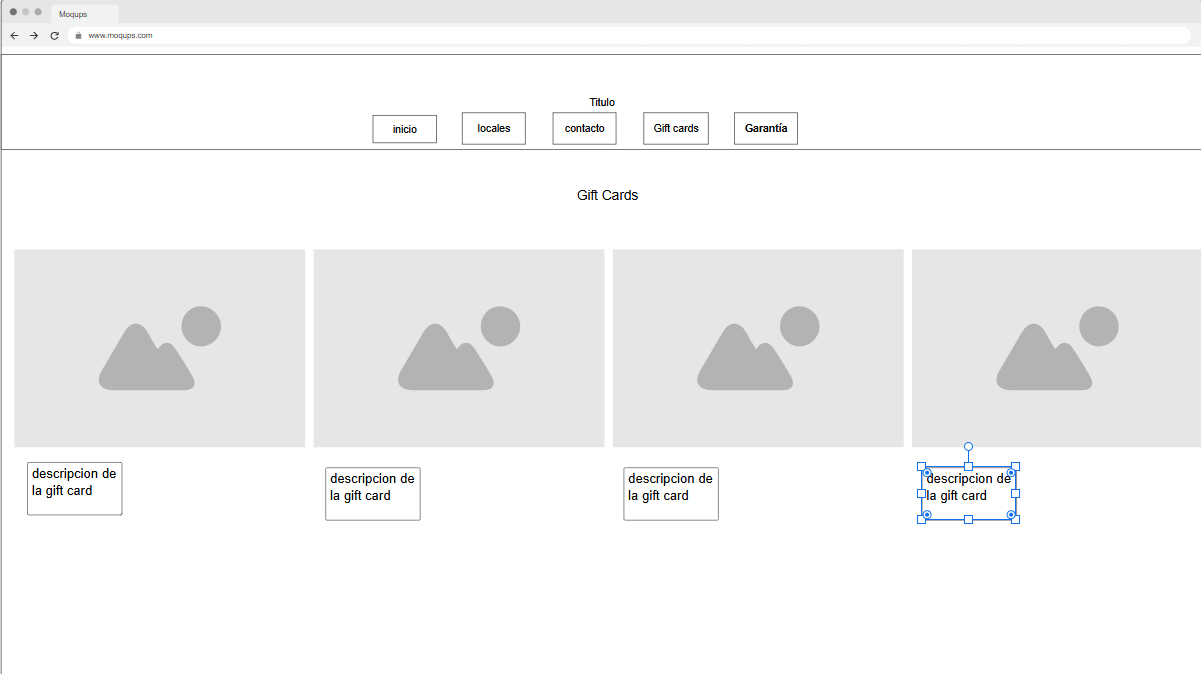 Moqups
www.moqups.com
Titulo
inicio
locales
contacto
Gift cards
Garantía
Gift Cards
descripcion de
la gift card
descripcion de
la gift card
descripcion de
la gift card
descripcion de
la gift card